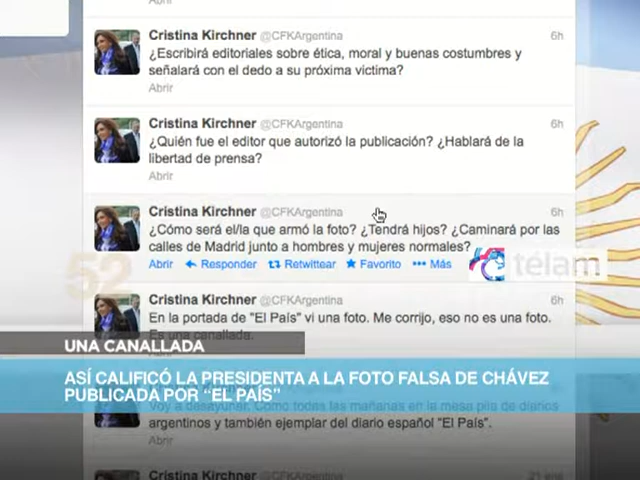 Abrir
Cristina Kirchner @CFKArgentina 6h
¿Escribirá editoriales sobre ética, moral y buenas costumbres y
señalará con el dedo a su próxima victima?
Abrir
Cristina Kirchner @CFKArgentina 6h
¿Quién fue el editor que autorizó la publicación? ¿Hablará de la
libertad de prensa?
Abrir
Cristina Kirchner @CFKArgentina 6h
¿Cómo será el/la que armó la foto? ¿Tendrá hijos? ¿Caminará por las
calles de Madrid junto a hombres y mujeres normales?
Abrir Responder Retwittear Favorito Más
52
télam
Cristina Kirchner @CFKArgentina 6h
En la portada de "El País" vi una foto. Me corrijo, eso no es una foto.
Es una canallada.
UNA CANALLADA
ASÍ CALIFICÓ LA PRESIDENTA A LA FOTO FALSA DE CHÁVEZ
PUBLICADA POR “EL PAÍS”
Voy a desayunar. Como todas las mañanas en la mesa pila de diarios
argentinos y también ejemplar del diario español "El País".
Abrir
Cristina Kirchner @CFKArgentina 21 ene